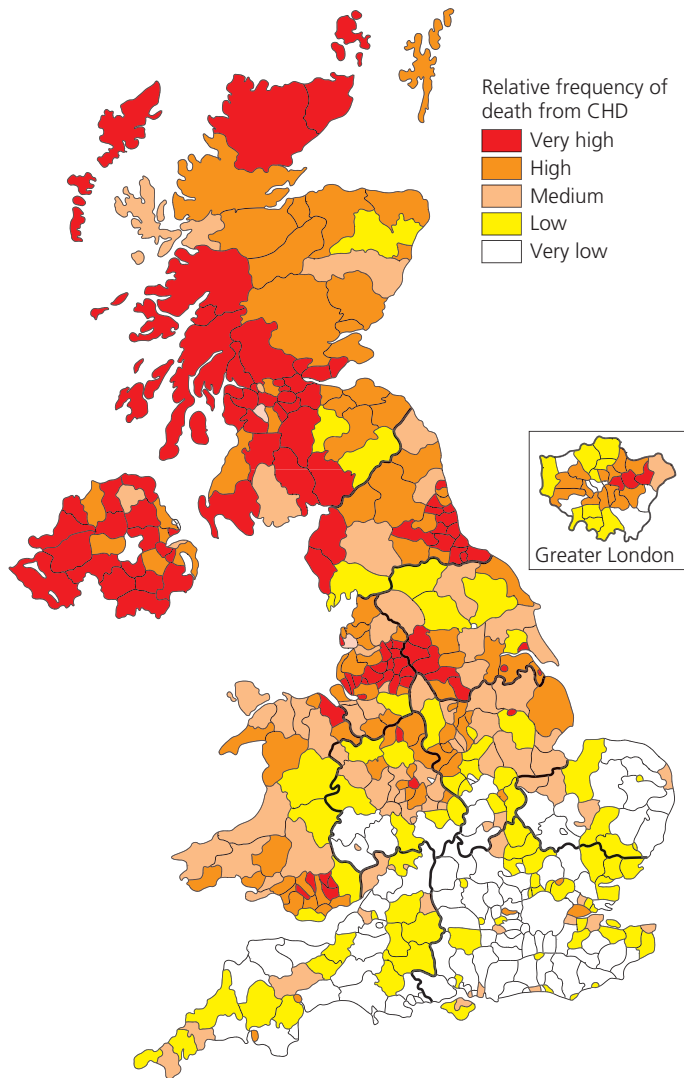 Relative frequency of
death from CHD
Very high
High
Medium
Low
Very low
Greater London